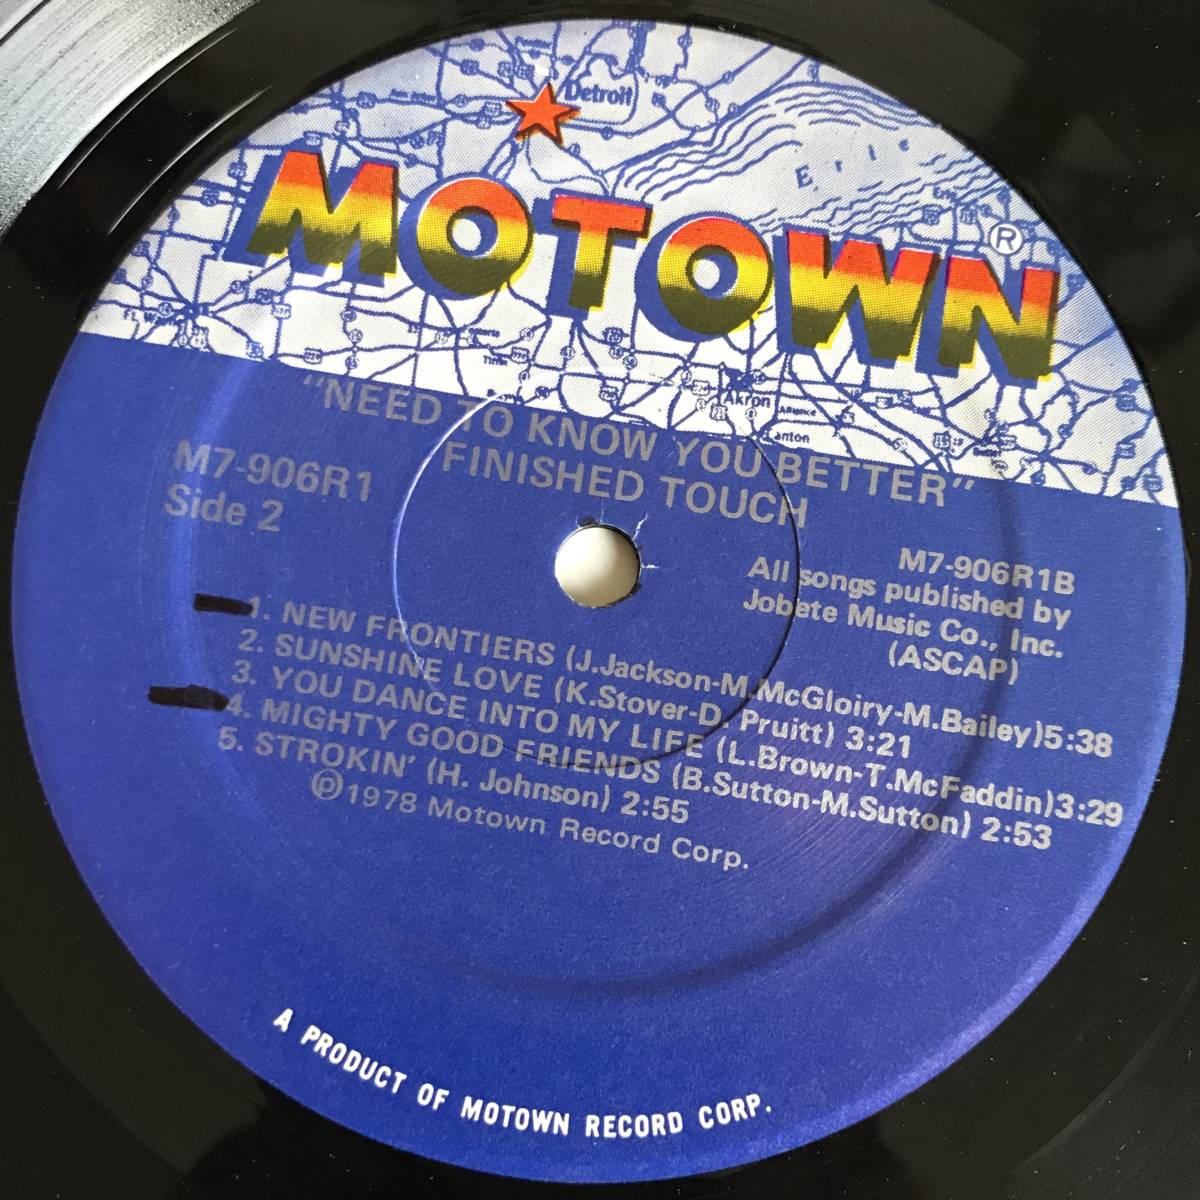 Detroit
Erie
MOTOWN®
Akron
Alliance
Canton
"NEED TO KNOW YOU BETTER"
FINISHED TOUCH
M7-906R1
Side 2
M7-906R1B
All songs published by
Jobete Music Co., Inc.
(ASCAP)
1. NEW FRONTIERS (J.Jackson-M.McGloiry-M.Bailey)5:38
2. SUNSHINE LOVE (K.Stover-D. Pruitt) 3:21
3. YOU DANCE INTO MY LIFE (L.Brown-T.McFaddin)3:29
4. MIGHTY GOOD FRIENDS (B.Sutton-M.Sutton) 2:53
5. STROKIN' (H. Johnson) 2:55
℗1978 Motown Record Corp.
A PRODUCT OF MOTOWN RECORD CORP.